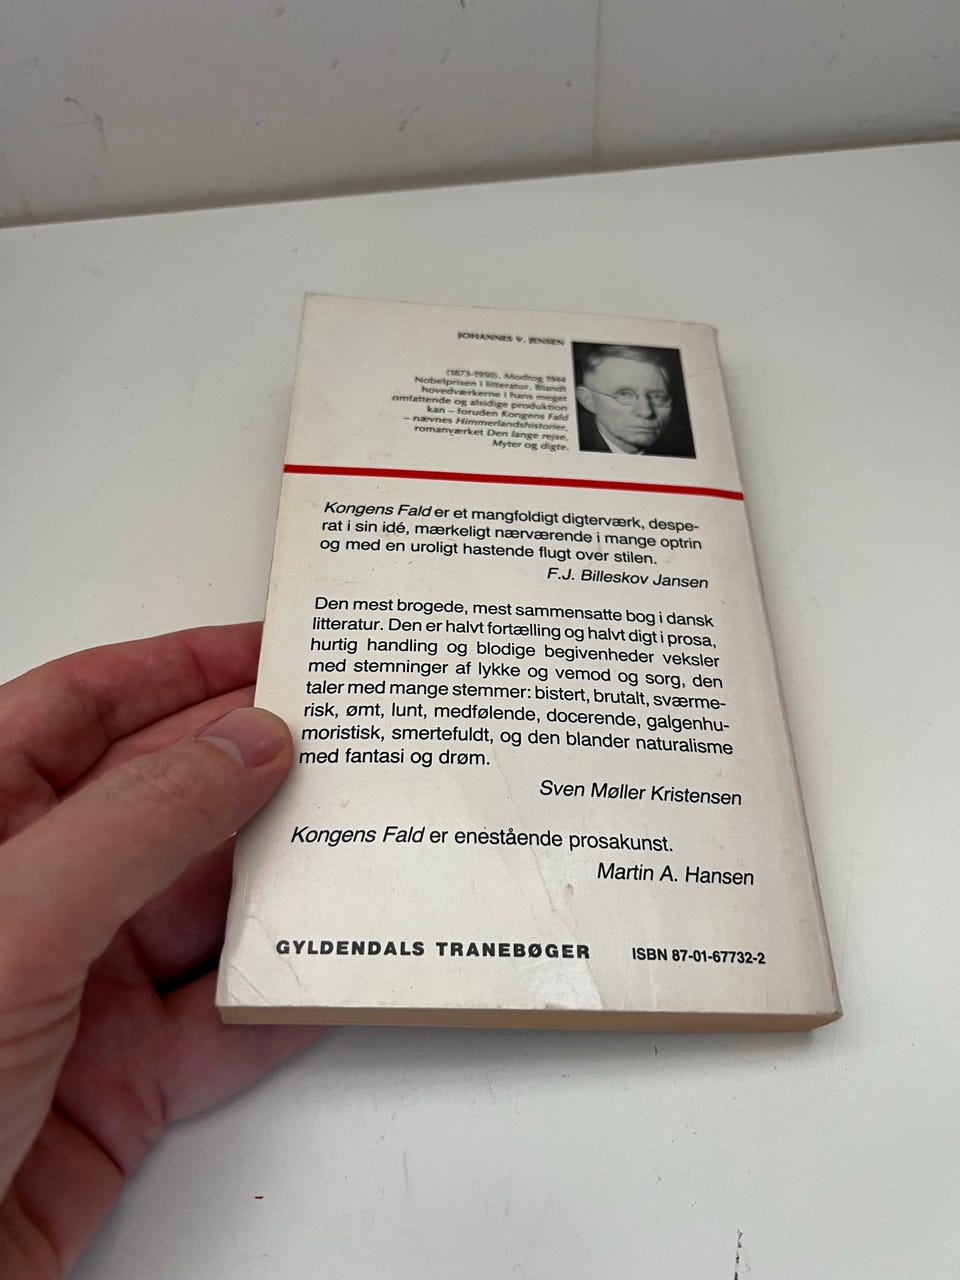 JOHANNES V. JENSEN
(1873-1950). Modtog 1944
Nobelprisen i litteratur. Blandt
hovedværkerne i hans meget
omfattende og alsidige produktion
kan – foruden Kongens Fald
– nævnes Himmerlandshistorier,
romanværket Den lange rejse,
Myter og digte.
Kongens Fald er et mangfoldigt digterværk, despe-
rat i sin idé, mærkeligt nærværende i mange optrin
og med en uroligt hastende flugt over stilen.
F.J. Billeskov Jansen
Den mest brogede, mest sammensatte bog i dansk
litteratur. Den er halvt fortælling og halvt digt i prosa,
hurtig handling og blodige begivenheder veksler
med stemninger af lykke og vemod og sorg, den
taler med mange stemmer: bistert, brutalt, sværme-
risk, ømt, lunt, medfølende, docerende, galgenhu-
moristisk, smertefuldt, og den blander naturalisme
med fantasi og drøm.
Sven Møller Kristensen
Kongens Fald er enestående prosakunst.
Martin A. Hansen
GYLDENDALS TRANEBØGER
ISBN 87-01-67732-2